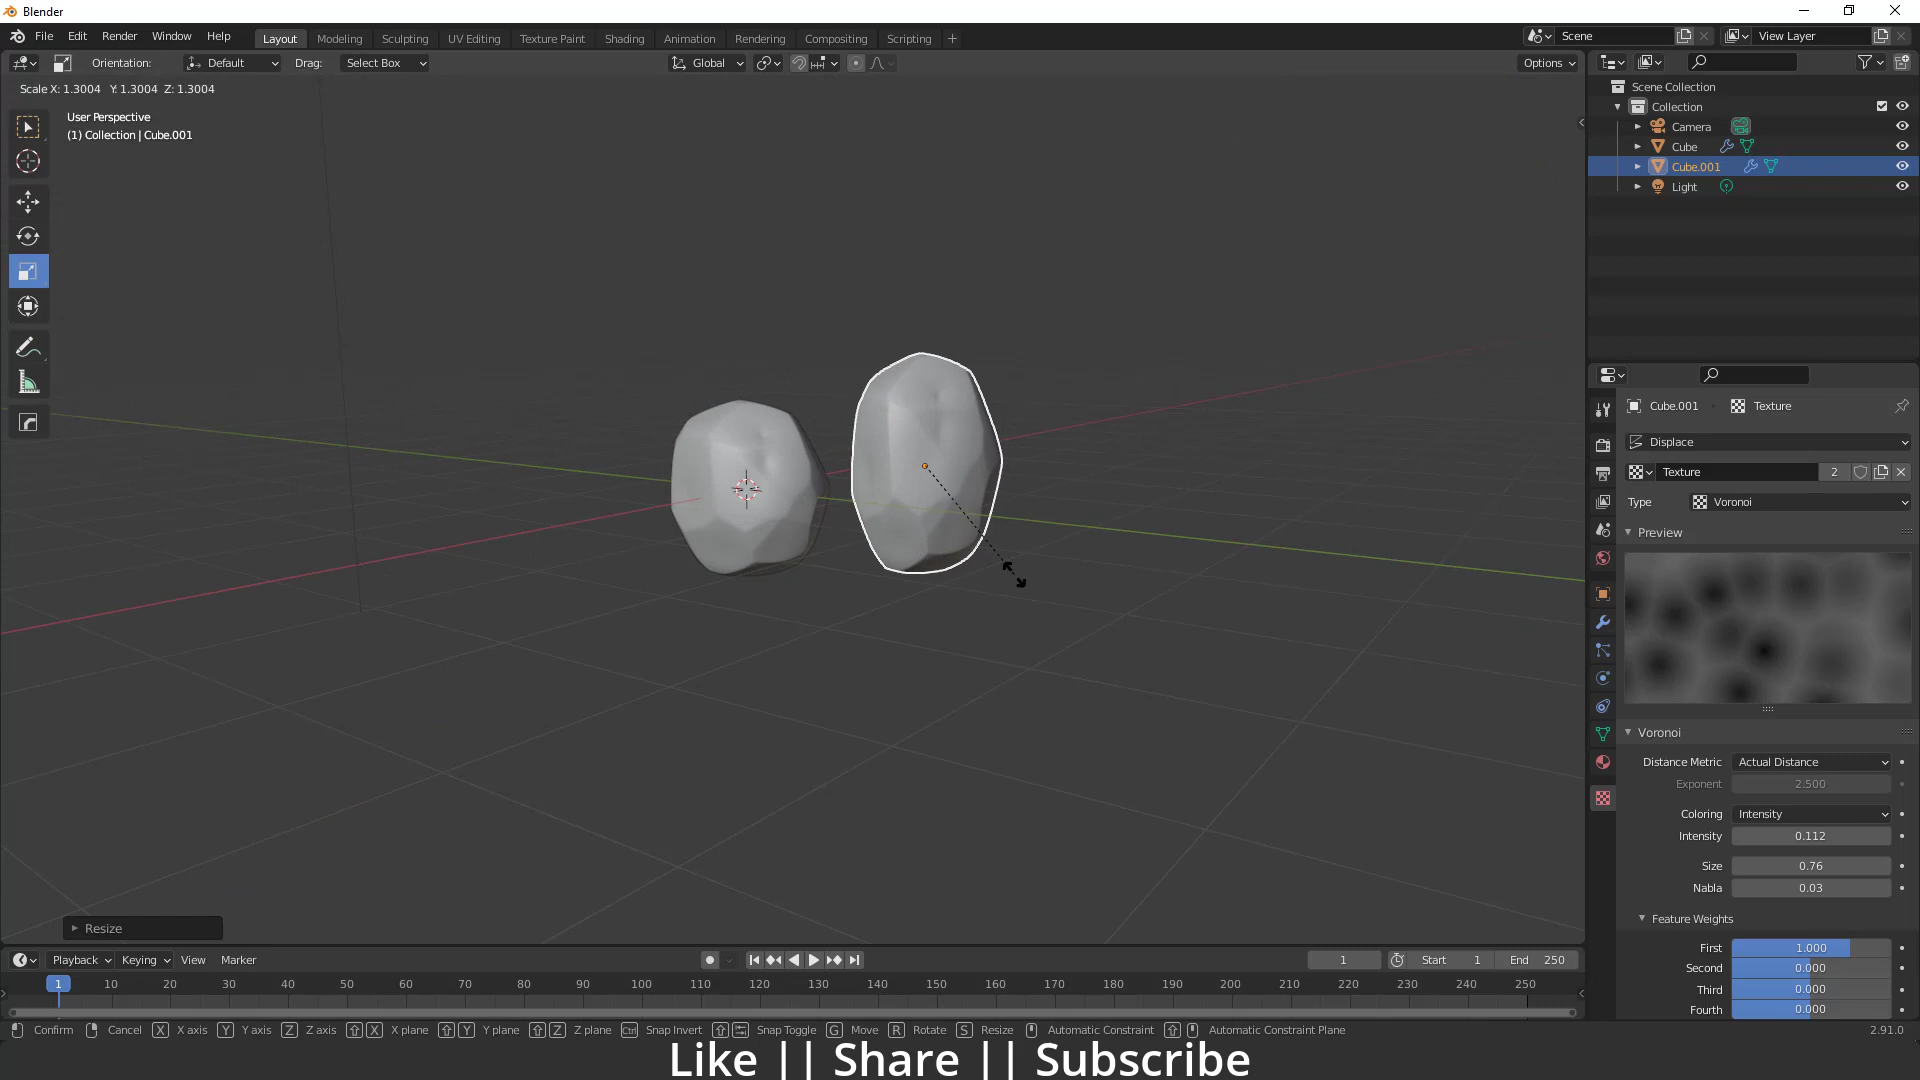 Blender
File Edit Render Window Help
Layout Modeling Sculpting UV Editing Texture Paint Shading Animation Rendering Compositing Scripting +
Scene
View Layer
Orientation: Default Drag: Select Box
Global
Options
Scale X: 1.3004 Y: 1.3004 Z: 1.3004
User Perspective
(1) Collection | Cube.001
Scene Collection
Collection
Camera
Cube
Cube.001
Light
Cube.001 Texture
Displace
Texture 2
Type Voronoi
Preview
Voronoi
Distance Metric Actual Distance
Exponent 2.500
Coloring Intensity
Intensity 0.112
Size 0.76
Nabla 0.03
Feature Weights
First 1.000
Second 0.000
Third 0.000
Fourth 0.000
Resize
Playback Keying View Marker
1 Start 1 End 250
1 10 20 30 40 50 60 70 80 90 100 110 120 130 140 150 160 170 180 190 200 210 220 230 240 250
Confirm Cancel X X axis Y Y axis Z Z axis X X plane Y Y plane Z Z plane Ctrl Snap Invert Snap Toggle G Move R Rotate S Resize Automatic Constraint Automatic Constraint Plane 2.91.0
Like || Share || Subscribe